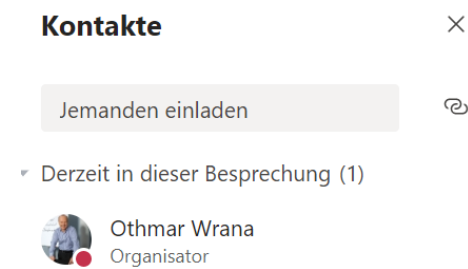 Kontakte
Jemanden einladen
Derzeit in dieser Besprechung (1)
Othmar Wrana
Organisator